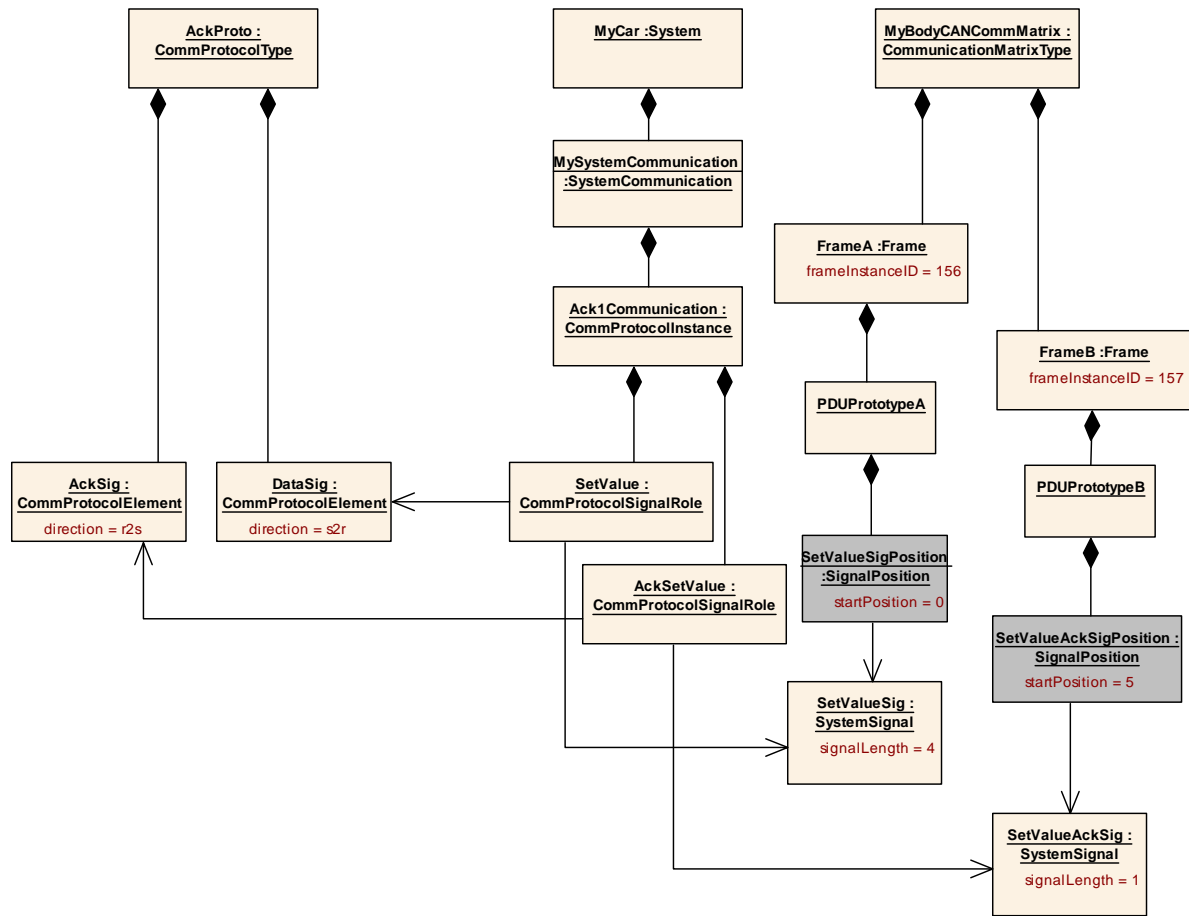 AckProto :
CommProtocolType
MyCar :System
MyBodyCANCommMatrix :
CommunicationMatrixType
MySystemCommunication
:SystemCommunication
FrameA :Frame
frameInstanceID = 156
Ack1Communication :
CommProtocolInstance
FrameB :Frame
frameInstanceID = 157
PDUPrototypeA
AckSig :
CommProtocolElement
direction = r2s
DataSig :
CommProtocolElement
direction = s2r
SetValue :
CommProtocolSignalRole
PDUPrototypeB
SetValueSigPosition
:SignalPosition
startPosition = 0
AckSetValue :
CommProtocolSignalRole
SetValueAckSigPosition :
SignalPosition
startPosition = 5
SetValueSig :
SystemSignal
signalLength = 4
SetValueAckSig :
SystemSignal
signalLength = 1